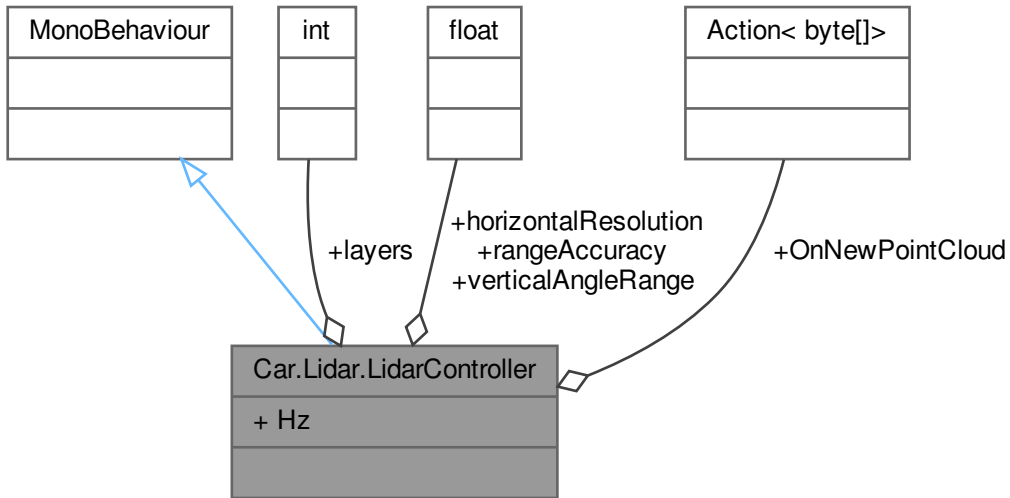 MonoBehaviour
int
float
Action< byte[]>
+layers
+horizontalResolution
+rangeAccuracy
+verticalAngleRange
+OnNewPointCloud
Car.Lidar.LidarController
+ Hz